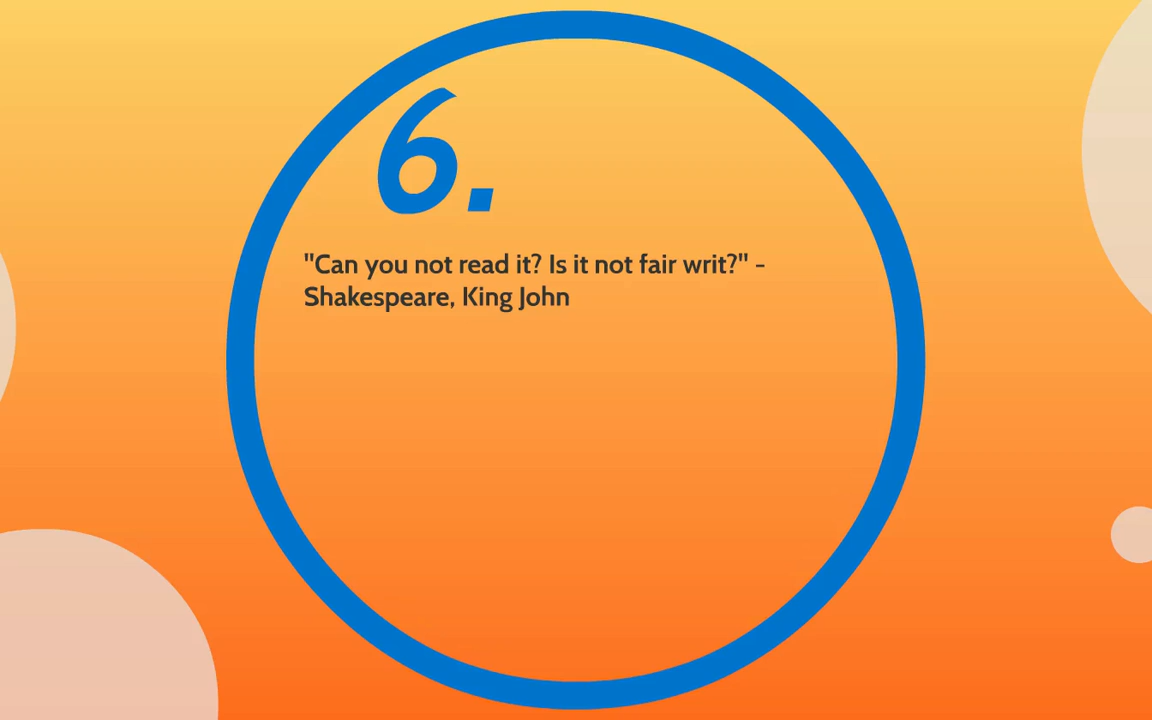 6.
"Can you not read it? Is it not fair writ?" -
Shakespeare, King John